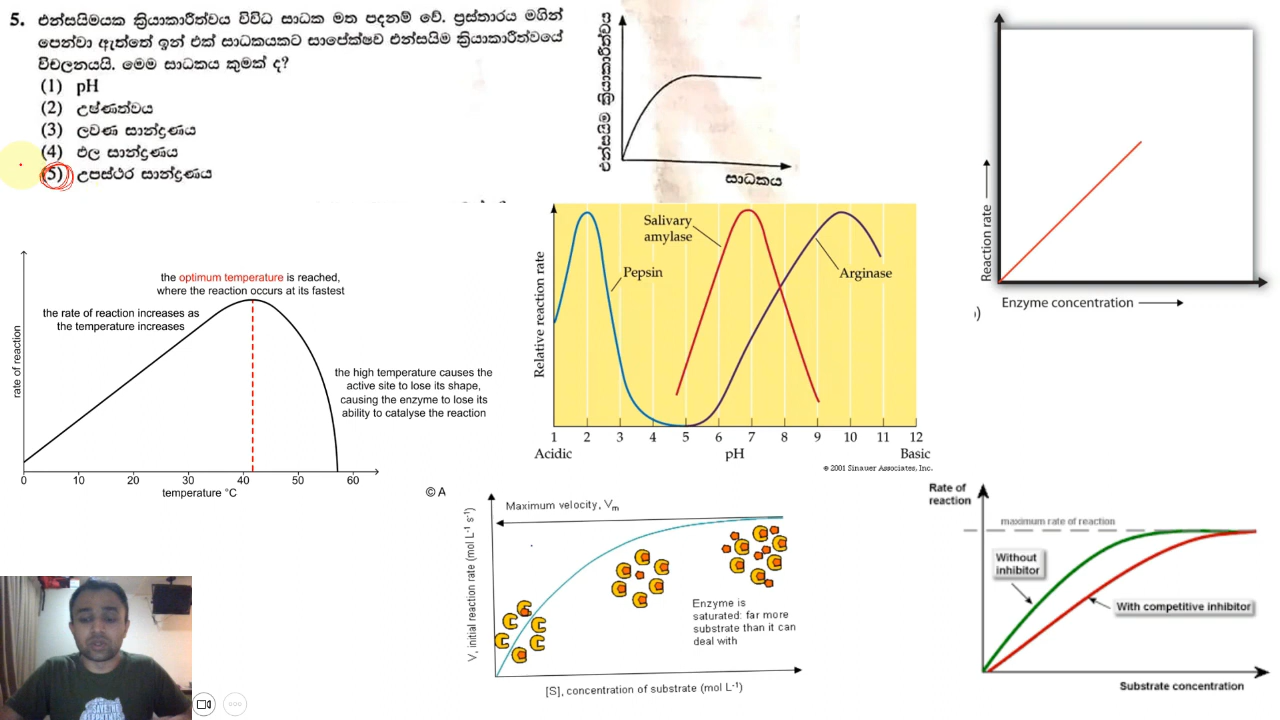 5. එන්සයිමයක ක්‍රියාකාරීත්වය විවිධ සාධක මත පදනම් වේ. ප්‍රස්තාරය මගින්
පෙන්වා ඇත්තේ ඉන් එක් සාධකයකට සාපේක්ෂව එන්සයිම ක්‍රියාකාරීත්වයේ
විචලනයයි. මෙම සාධකය කුමක් ද?
(1) pH
(2) උෂ්ණත්වය
(3) ලවණ සාන්ද්‍රණය
(4) ඵල සාන්ද්‍රණය
(5) උපස්ථර සාන්ද්‍රණය
එන්සයිම ක්‍රියාකාරීත්වය
සාධකය
Reaction rate
Enzyme concentration
)
rate of reaction
the optimum temperature is reached,
where the reaction occurs at its fastest
the rate of reaction increases as
the temperature increases
the high temperature causes the
active site to lose its shape,
causing the enzyme to lose its
ability to catalyse the reaction
0 10 20 30 40 50 60
temperature °C
© A
Relative reaction rate
Salivary
amylase
Pepsin
Arginase
1 2 3 4 5 6 7 8 9 10 11 12
Acidic pH Basic
© 2001 Sinauer Associates, Inc.
V, initial reaction rate (mol L-1 s-1)
Maximum velocity, Vm
Enzyme is
saturated: far more
substrate than it can
deal with
[S], concentration of substrate (mol L-1)
Rate of
reaction
maximum rate of reaction
Without
inhibitor
With competitive inhibitor
Substrate concentration